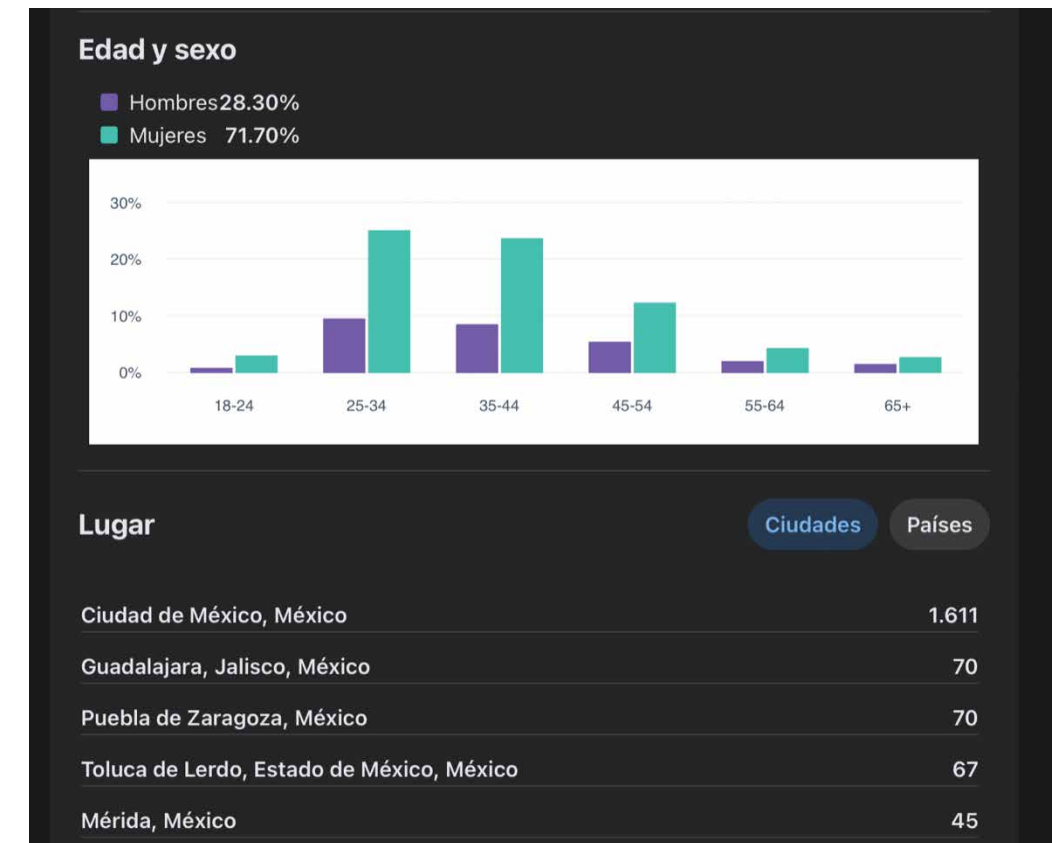 Edad y sexo
Hombres 28.30%
Mujeres 71.70%
30%
20%
10%
0%
18-24 25-34 35-44 45-54 55-64 65+
Lugar Ciudades Países
Ciudad de México, México 1.611
Guadalajara, Jalisco, México 70
Puebla de Zaragoza, México 70
Toluca de Lerdo, Estado de México, México 67
Mérida, México 45